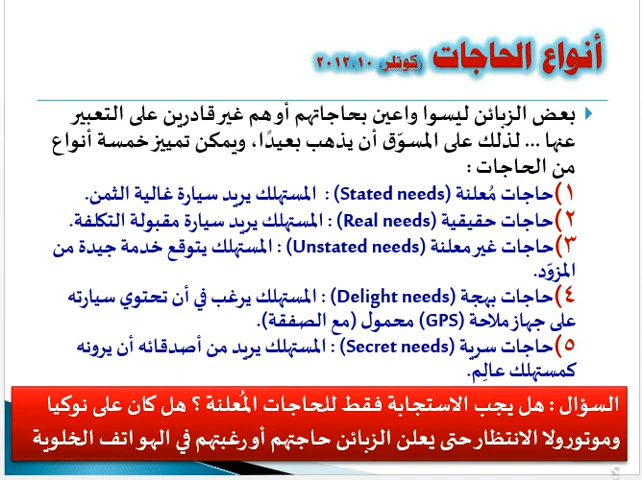 أنواع الحاجات (كوتلر، ٢٠١٢،١٠)
بعض الزبائن ليسوا واعين بحاجاتهم أو هم غير قادرين على التعبير
عنها ... لذلك على المسوّق أن يذهب بعيدًا، ويمكن تمييز خمسة أنواع
من الحاجات :
١) حاجات مُعلنة (Stated needs) : المستهلك يريد سيارة غالية الثمن.
٢) حاجات حقيقية (Real needs) : المستهلك يريد سيارة مقبولة التكلفة.
٣) حاجات غير معلنة (Unstated needs) : المستهلك يتوقع خدمة جيدة من
المزوّد.
٤) حاجات بهجة (Delight needs) : المستهلك يرغب في أن تحتوي سيارته
على جهاز ملاحة (GPS) محمول (مع الصفقة).
٥) حاجات سرية (Secret needs) : المستهلك يريد من أصدقائه أن يرونه
كمستهلك عالِم.
السؤال : هل يجب الاستجابة فقط للحاجات المُعلنة ؟ هل كان على نوكيا
وموتورولا الانتظار حتى يعلن الزبائن حاجتهم أو رغبتهم في الهواتف الخلوية